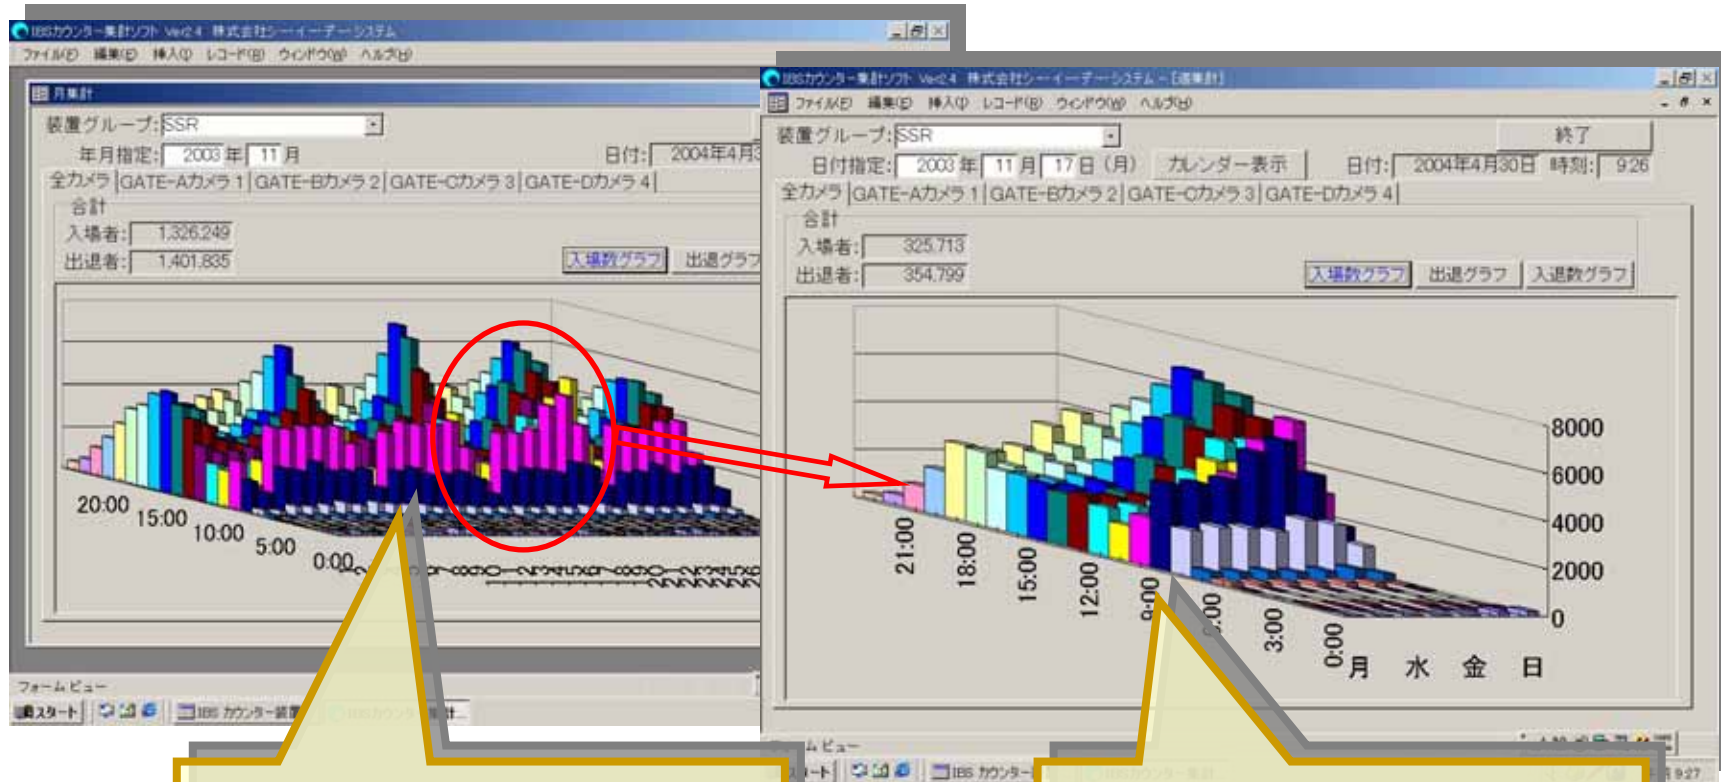 IBSカウンター集計ソフト Ver2.4 株式会社シーイーデーシステム
ファイル(F) 編集(E) 挿入(I) レコード(R) ウィンドウ(W) ヘルプ(H)
月集計
装置グループ: SSR
年月指定: 2003 年 11 月
日付: 2004年4月3
全カメラ GATE-Aカメラ1 GATE-Bカメラ2 GATE-Cカメラ3 GATE-Dカメラ4
合計
入場者: 1,326,249
出退者: 1,401,835
入場数グラフ 出退グラフ
20:00 15:00 10:00 5:00 0:00
フォームビュー
スタート IBS カウンター装置
IBSカウンター集計ソフト Ver2.4 株式会社シーイーデーシステム - [週集計]
ファイル(F) 編集(E) 挿入(I) レコード(R) ウィンドウ(W) ヘルプ(H)
装置グループ: SSR
終了
日付指定: 2003 年 11 月 17 日 (月) カレンダー表示 日付: 2004年4月30日 時刻: 9:26
全カメラ GATE-Aカメラ1 GATE-Bカメラ2 GATE-Cカメラ3 GATE-Dカメラ4
合計
入場者: 325,713
出退者: 354,799
入場数グラフ 出退グラフ 入退数グラフ
8000
6000
4000
2000
0
21:00 18:00 15:00 12:00 9:00 6:00 3:00 0:00
月 水 金 日
ムビュー
スタート IBS カウンター
9:27